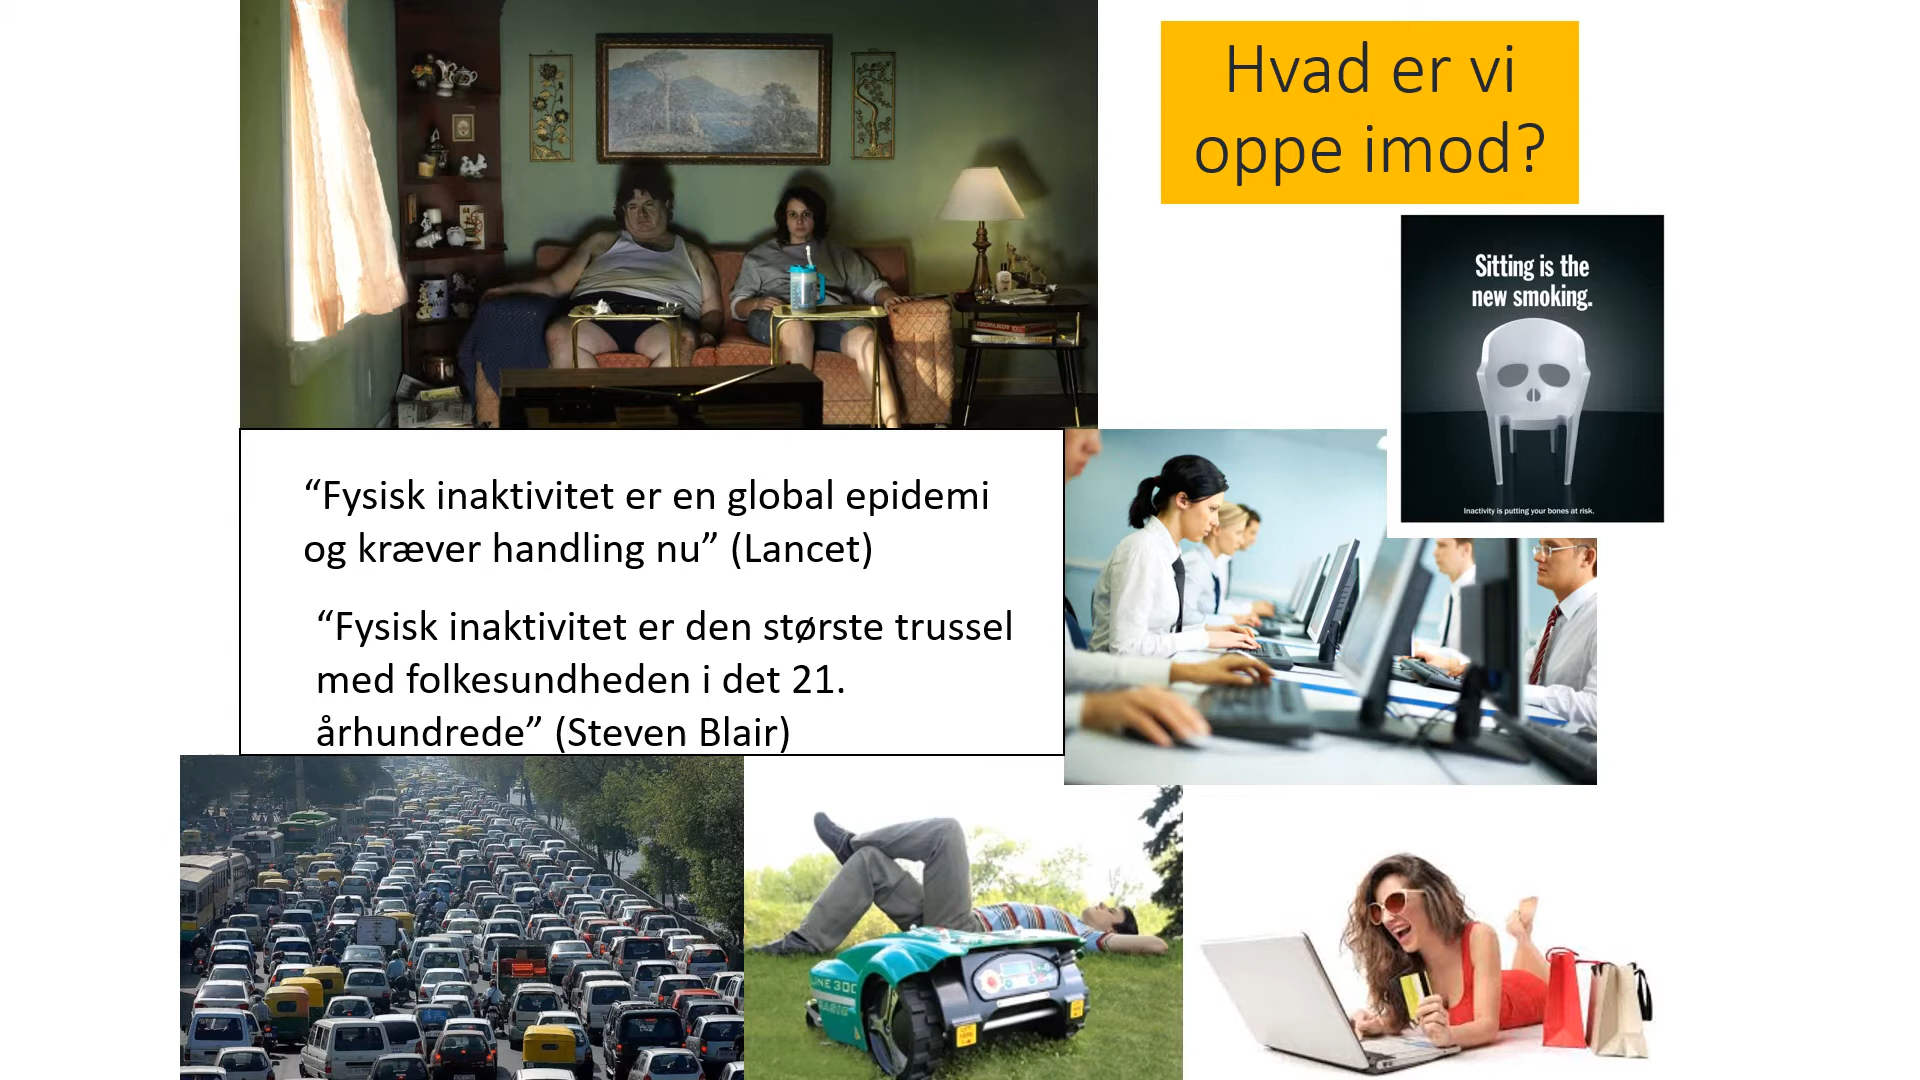 Hvad er vi
oppe imod?
Sitting is the
new smoking.
Inactivity is putting your bones at risk.
“Fysisk inaktivitet er en global epidemi
og kræver handling nu” (Lancet)
“Fysisk inaktivitet er den største trussel
med folkesundheden i det 21.
århundrede” (Steven Blair)
LINE 30C